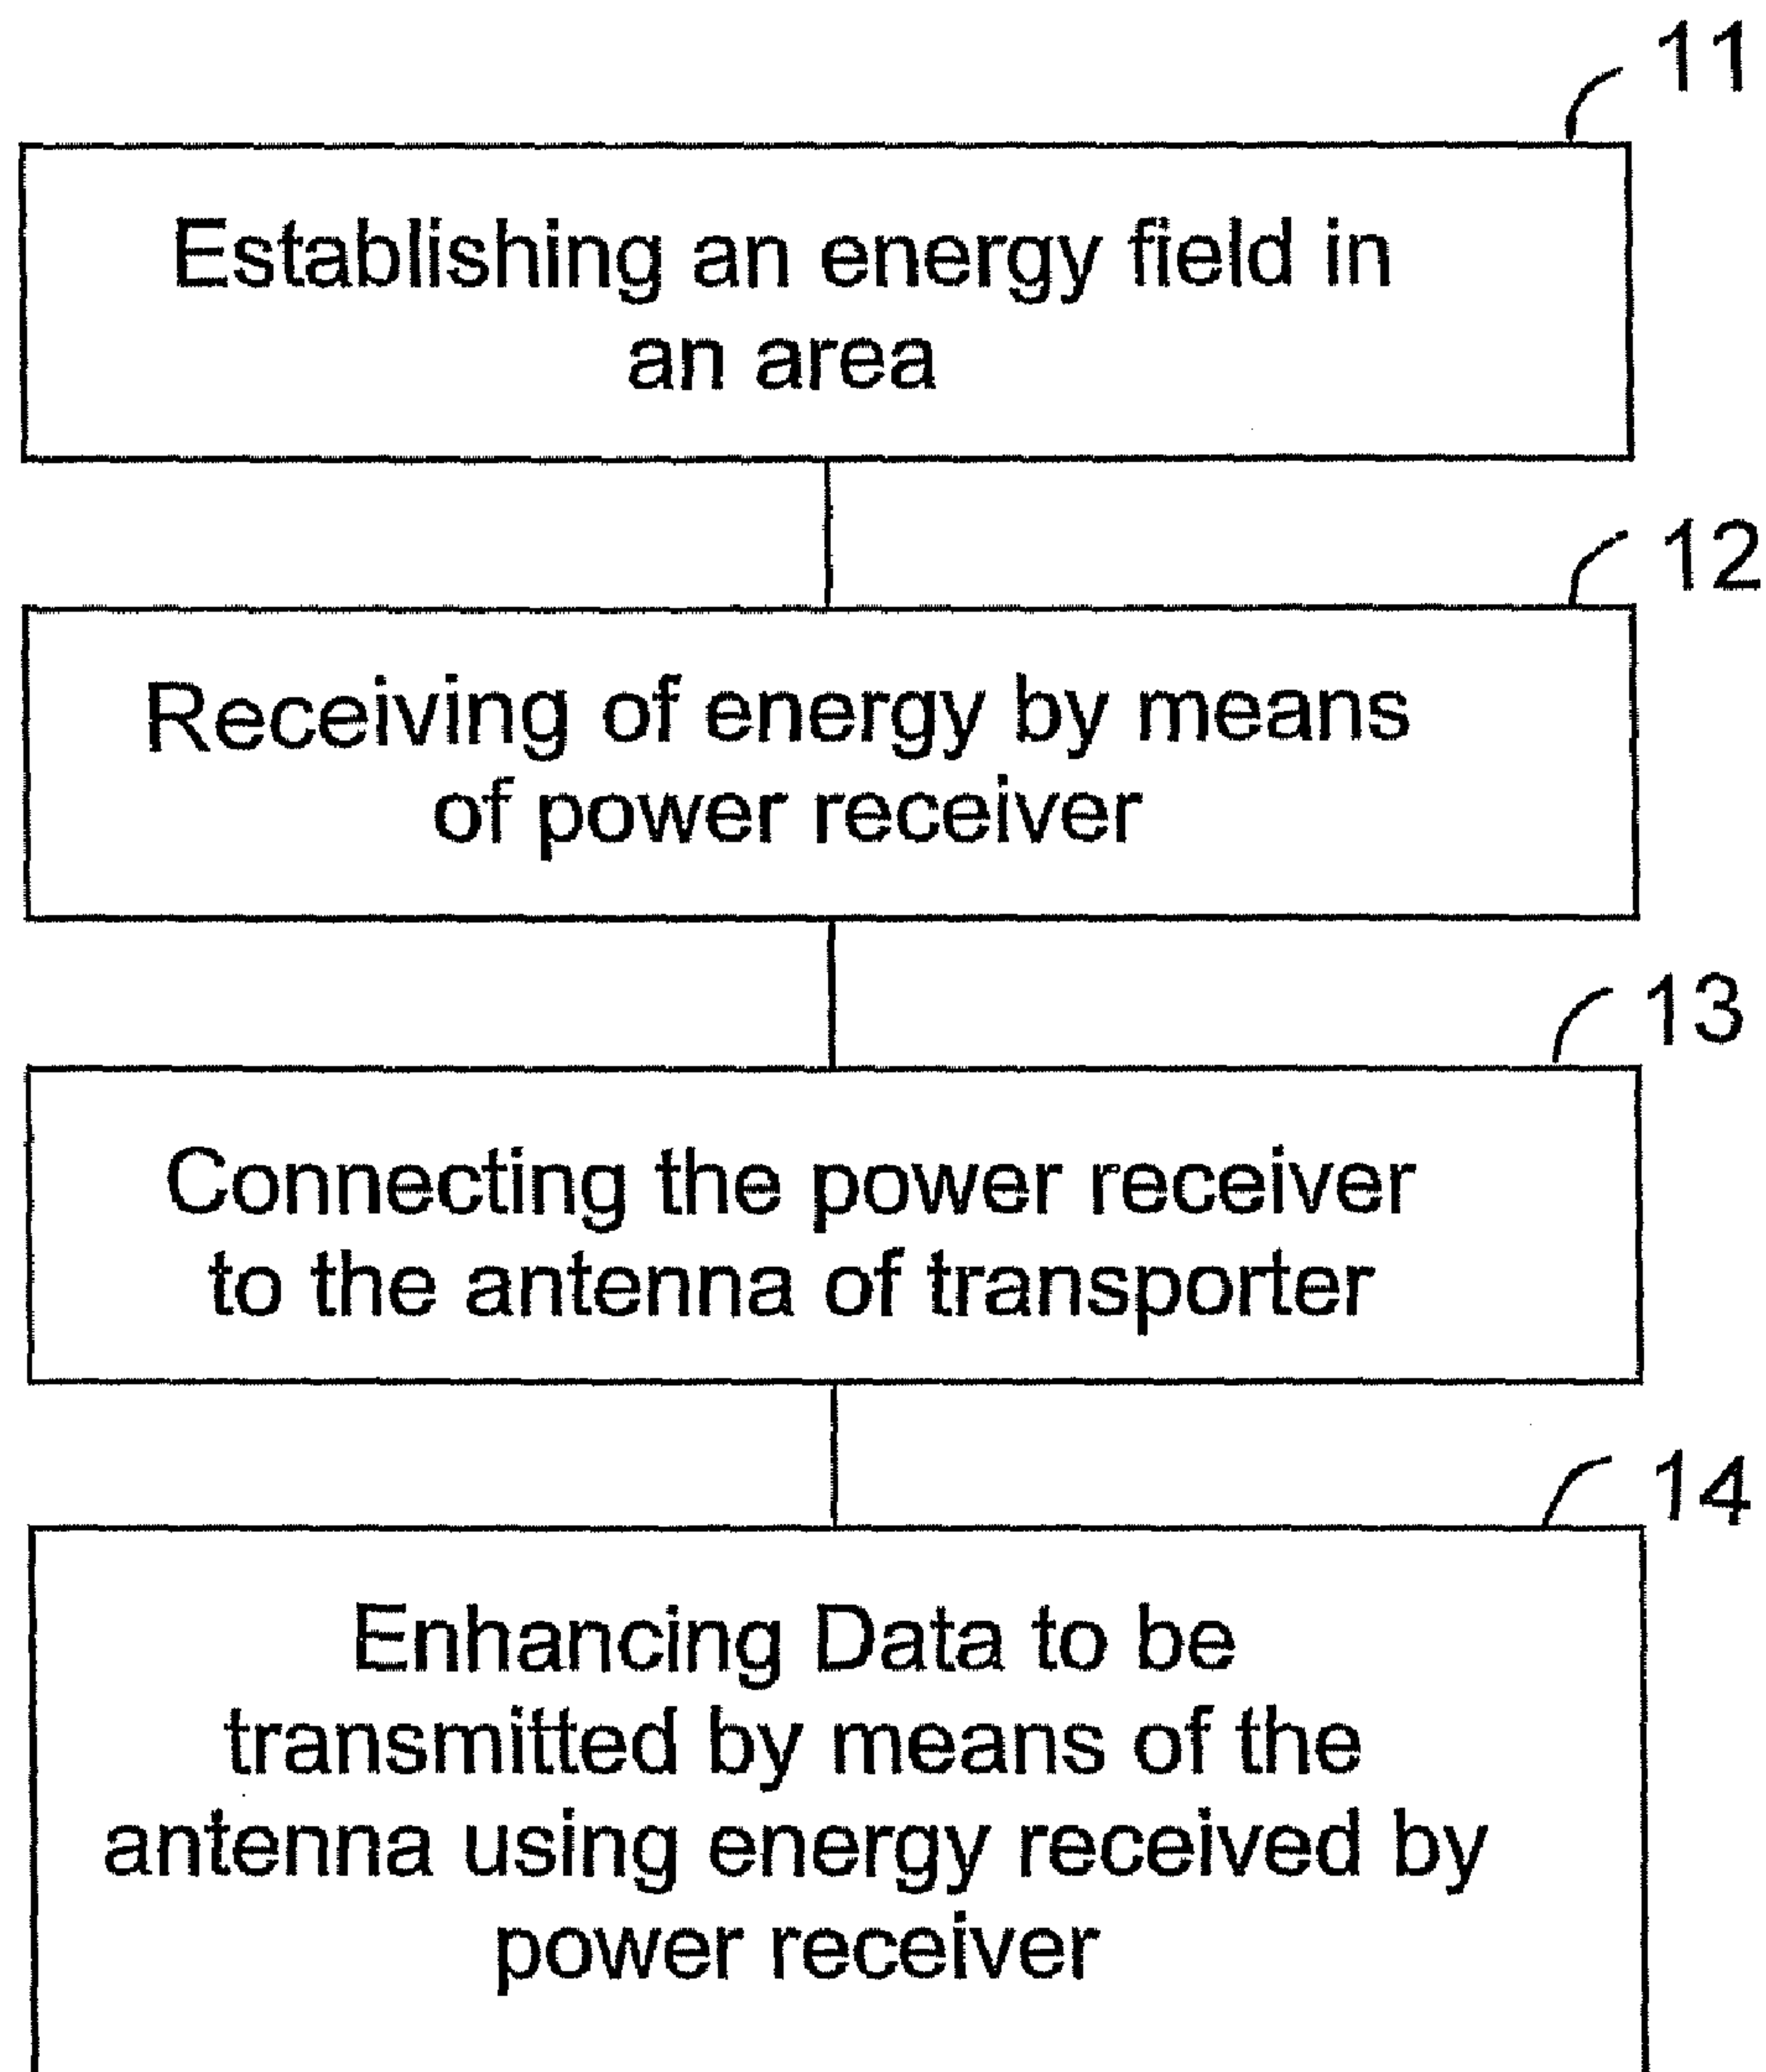 11
Establishing an energy field in
an area
12
Receiving of energy by means
of power receiver
13
Connecting the power receiver
to the antenna of transporter
14
Enhancing Data to be
transmitted by means of the
antenna using energy received by
power receiver